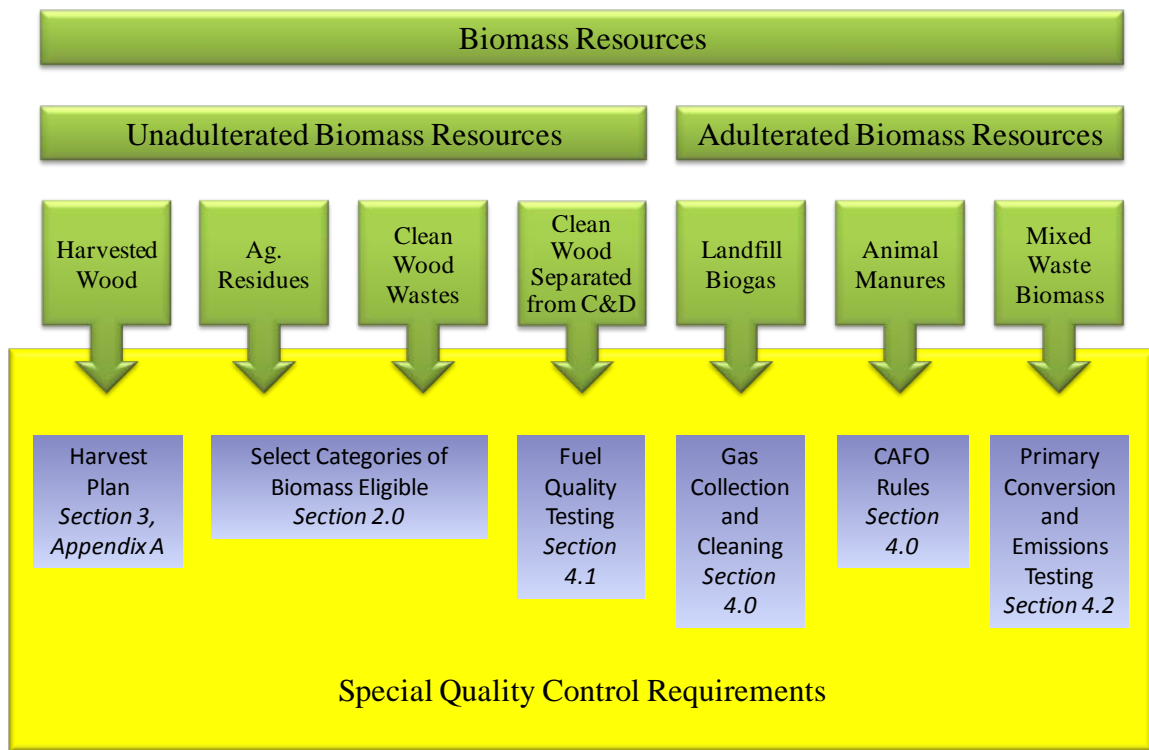 Biomass Resources
Unadulterated Biomass Resources
Adulterated Biomass Resources
Harvested
Wood
Ag.
Residues
Clean
Wood
Wastes
Clean
Wood
Separated
from C&D
Landfill
Biogas
Animal
Manures
Mixed
Waste
Biomass
Harvest
Plan
Section 3,
Appendix A
Select Categories of
Biomass Eligible
Section 2.0
Fuel
Quality
Testing
Section
4.1
Gas
Collection
and
Cleaning
Section
4.0
CAFO
Rules
Section
4.0
Primary
Conversion
and
Emissions
Testing
Section 4.2
Special Quality Control Requirements